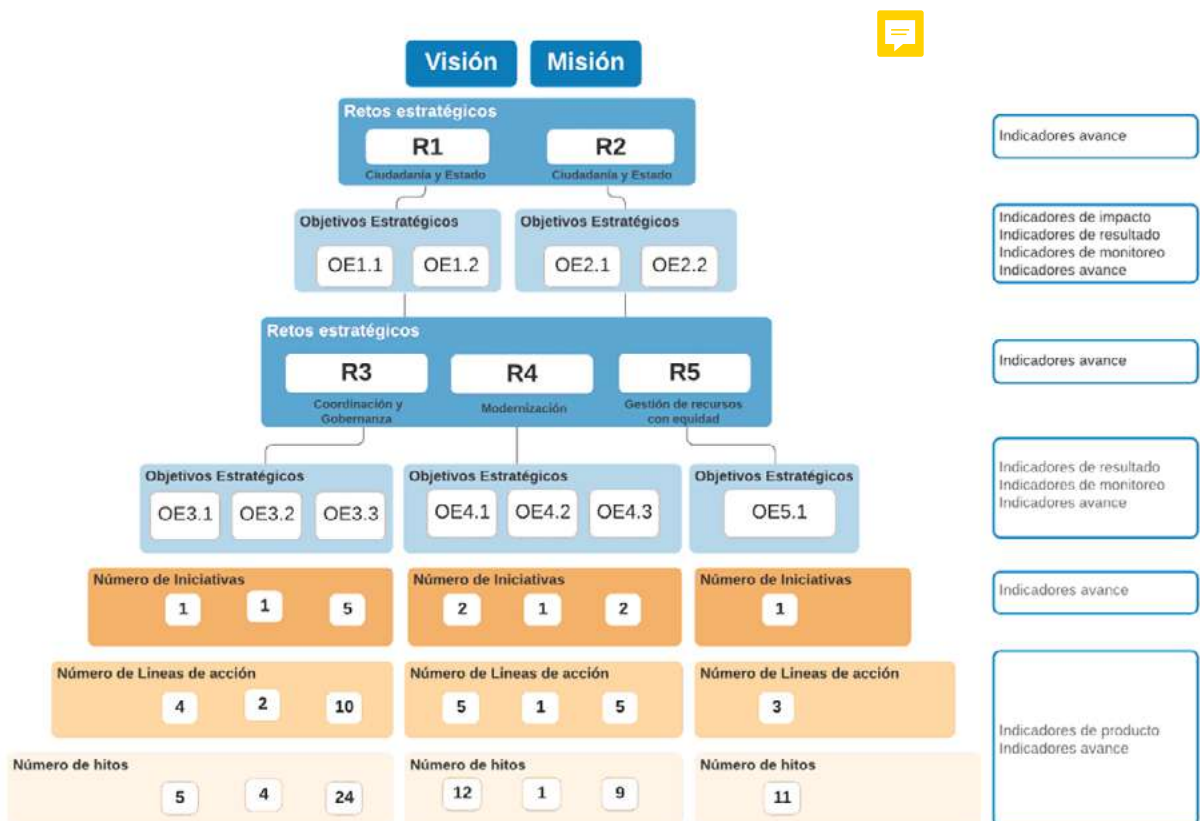 Visión
Misión
Retos estratégicos
R1
R2
Ciudadanía y Estado
Ciudadanía y Estado
Indicadores avance
Objetivos Estratégicos
OE1.1
OE1.2
Objetivos Estratégicos
OE2.1
OE2.2
Indicadores de impacto
Indicadores de resultado
Indicadores de monitoreo
Indicadores avance
Retos estratégicos
R3
R4
R5
Coordinación y
Gobernanza
Modernización
Gestión de recursos
con equidad
Indicadores avance
Objetivos Estratégicos
OE3.1
OE3.2
OE3.3
Objetivos Estratégicos
OE4.1
OE4.2
OE4.3
Objetivos Estratégicos
OE5.1
Indicadores de resultado
Indicadores de monitoreo
Indicadores avance
Número de Iniciativas
1
1
5
Número de Iniciativas
2
1
2
Número de Iniciativas
1
Indicadores avance
Número de Lineas de acción
4
2
10
Número de Lineas de acción
5
1
5
Número de Lineas de acción
3
Número de hitos
5
4
24
Número de hitos
12
1
9
Número de hitos
11
Indicadores de producto
Indicadores avance